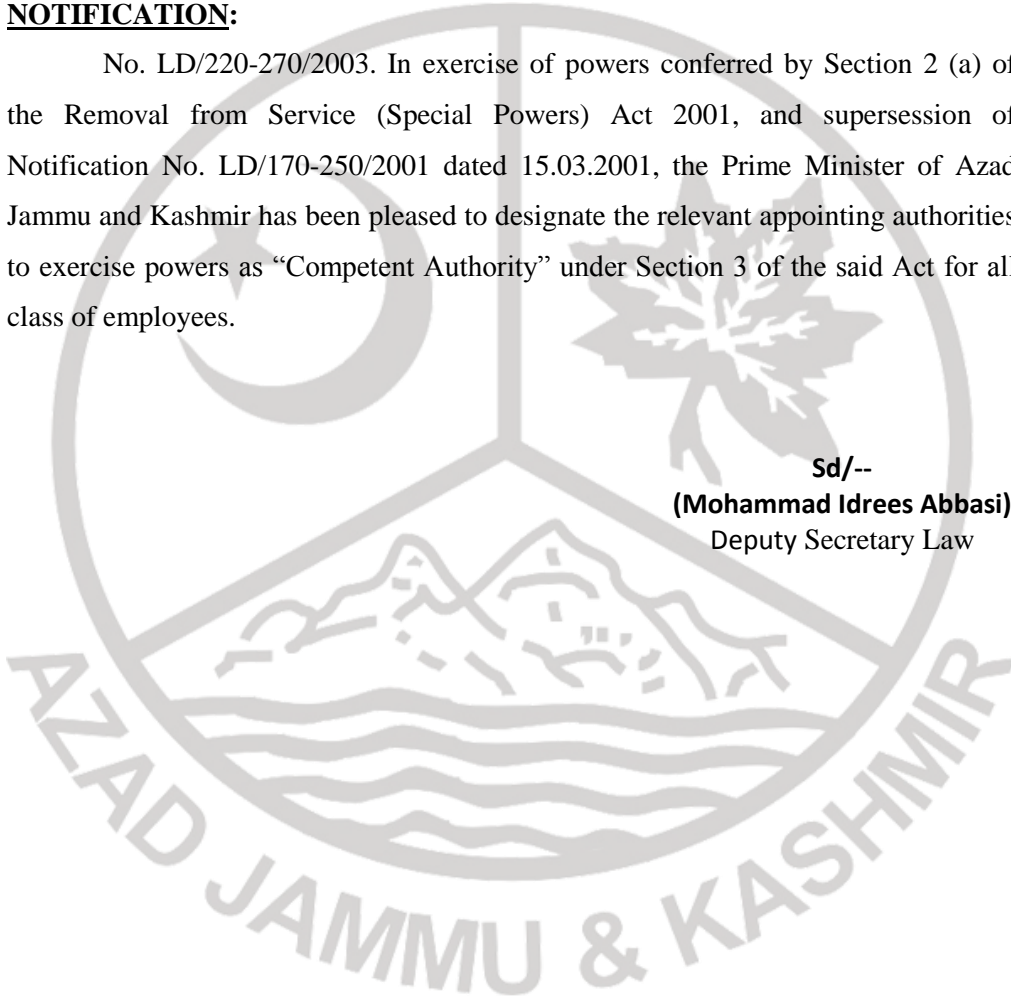 NOTIFICATION:
No. LD/220-270/2003. In exercise of powers conferred by Section 2 (a) of
the Removal from Service (Special Powers) Act 2001, and supersession of
Notification No. LD/170-250/2001 dated 15.03.2001, the Prime Minister of Azad
Jammu and Kashmir has been pleased to designate the relevant appointing authorities
to exercise powers as “Competent Authority” under Section 3 of the said Act for all
class of employees.
Sd/--
(Mohammad Idrees Abbasi)
Deputy Secretary Law
AZAD JAMMU & KASHMIR